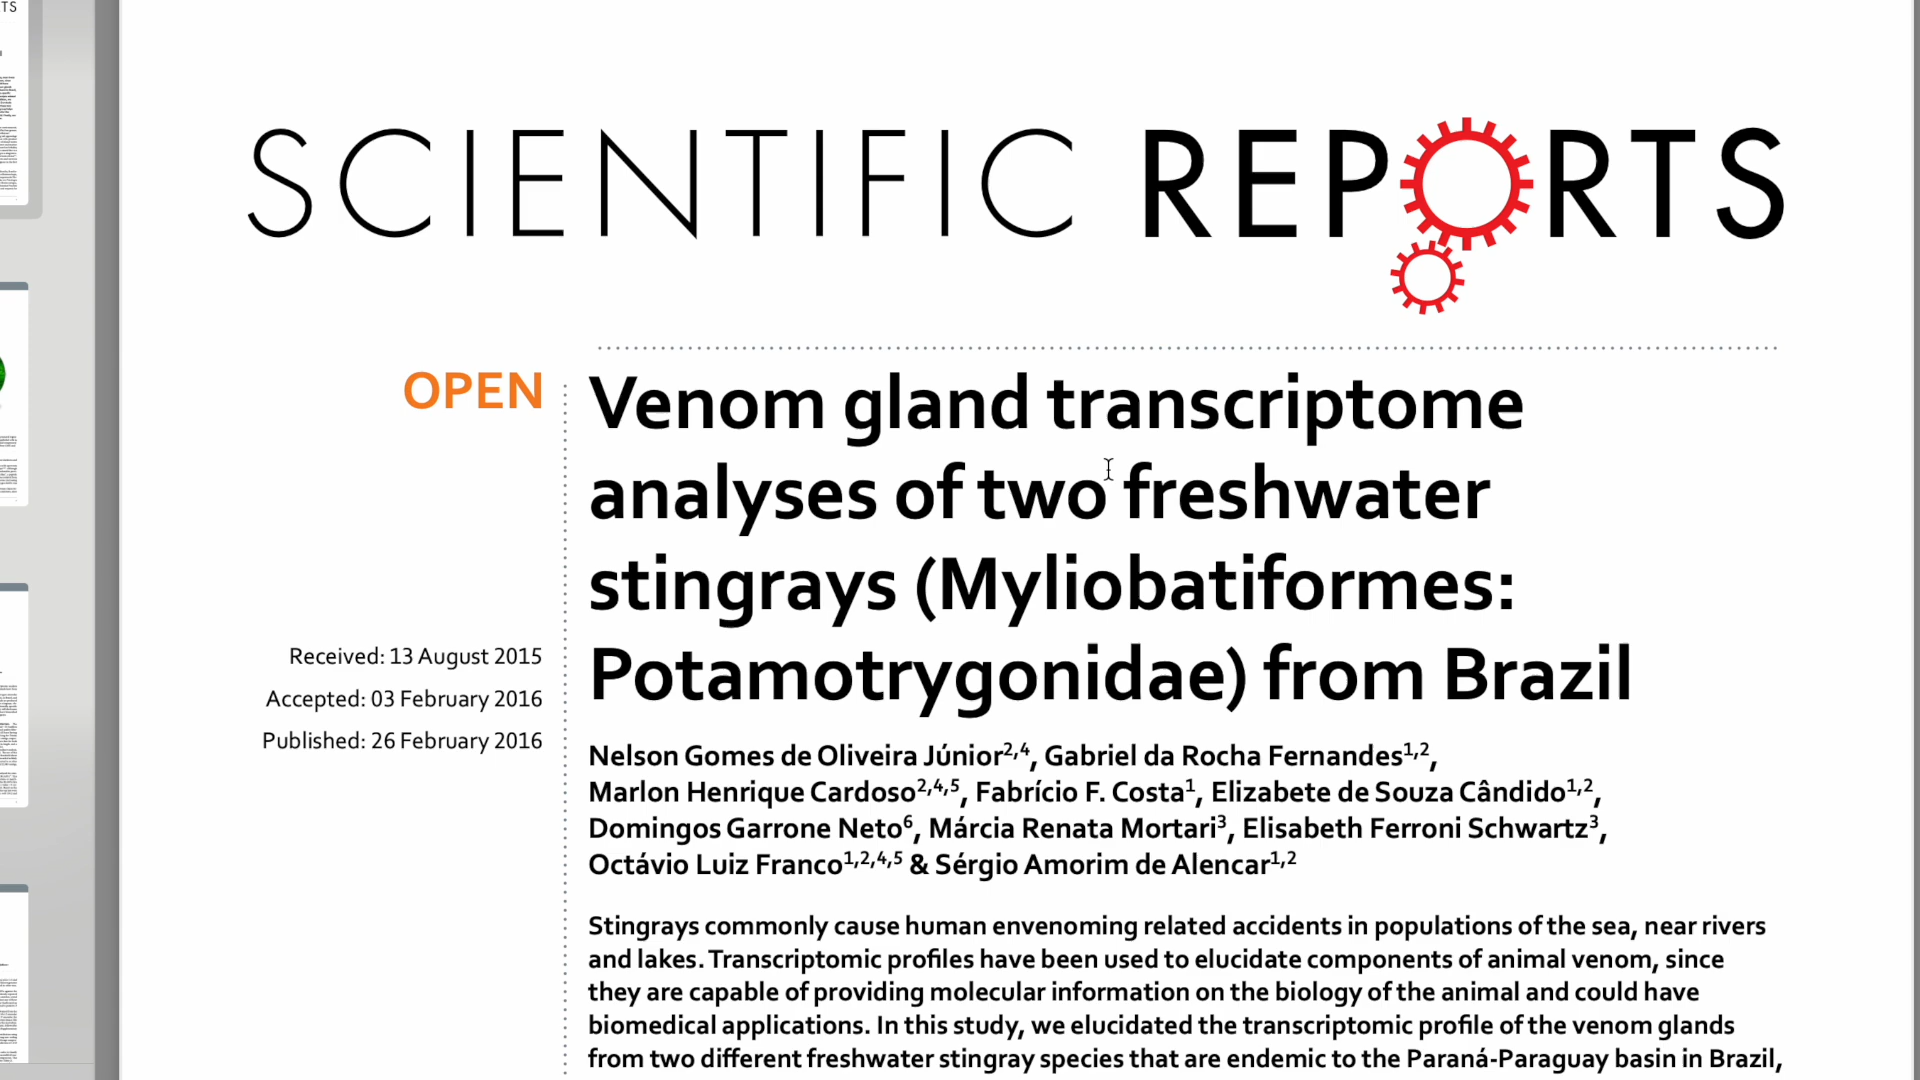 TS
SCIENTIFIC REPORTS
OPEN
Venom gland transcriptome
analyses of two freshwater
stingrays (Myliobatiformes:
Potamotrygonidae) from Brazil
Received: 13 August 2015
Accepted: 03 February 2016
Published: 26 February 2016
Nelson Gomes de Oliveira Júnior2,4, Gabriel da Rocha Fernandes1,2,
Marlon Henrique Cardoso2,4,5, Fabrício F. Costa1, Elizabete de Souza Cândido1,2,
Domingos Garrone Neto6, Márcia Renata Mortari3, Elisabeth Ferroni Schwartz3,
Octávio Luiz Franco1,2,4,5 & Sérgio Amorim de Alencar1,2
Stingrays commonly cause human envenoming related accidents in populations of the sea, near rivers
and lakes. Transcriptomic profiles have been used to elucidate components of animal venom, since
they are capable of providing molecular information on the biology of the animal and could have
biomedical applications. In this study, we elucidated the transcriptomic profile of the venom glands
from two different freshwater stingray species that are endemic to the Paraná-Paraguay basin in Brazil,